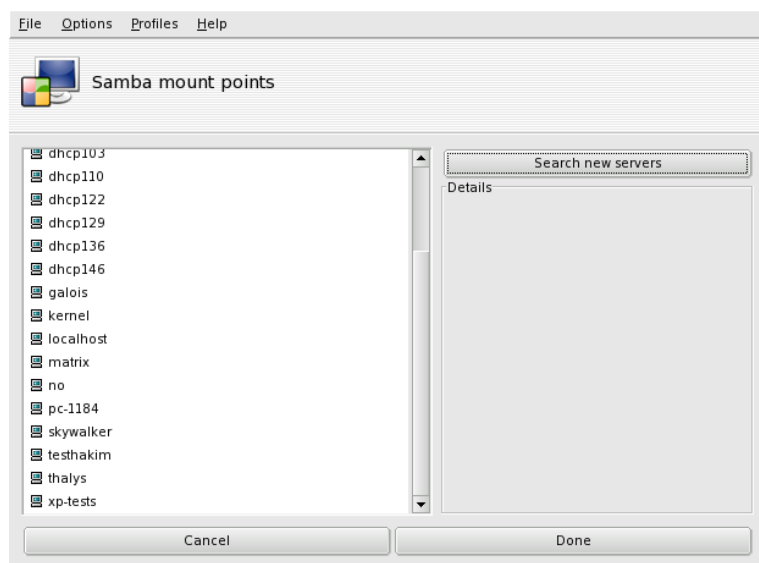 File Options Profiles Help
Samba mount points
dhcp103
dhcp110
dhcp122
dhcp129
dhcp136
dhcp146
galois
kernel
localhost
matrix
no
pc-1184
skywalker
testhakim
thalys
xp-tests
Search new servers
Details
Cancel Done